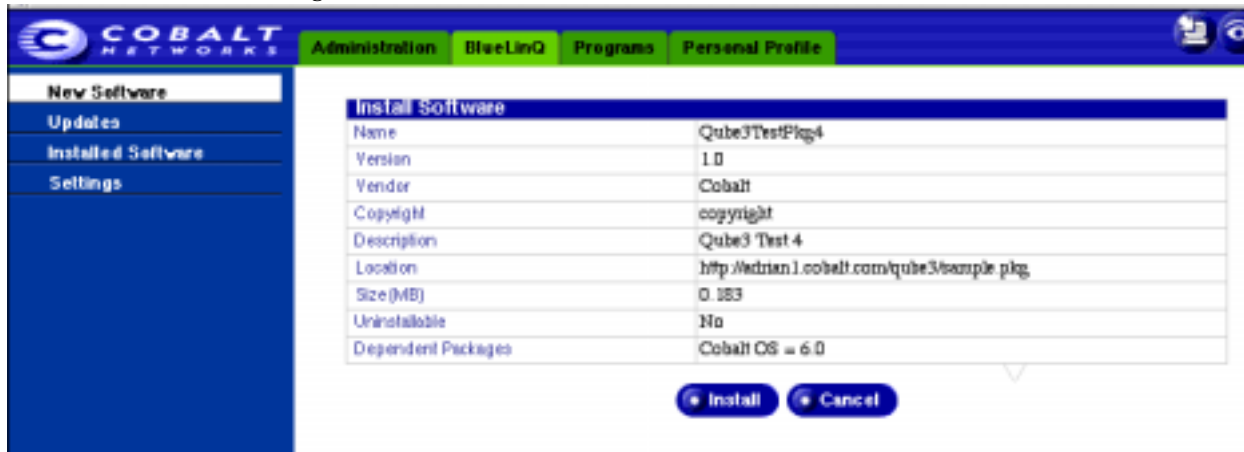 COBALT
NETWORKS
Administration BlueLinQ Programs Personal Profile
New Software
Updates
Installed Software
Settings
Install Software
Name Qube3TestPkg4
Version 1.0
Vendor Cobalt
Copyright copyright
Description Qube3 Test 4
Location http://adrian1.cobalt.com/qube3/sample.pkg
Size(MB) 0.183
Uninstallable No
Dependent Packages Cobalt OS = 6.0
Install Cancel